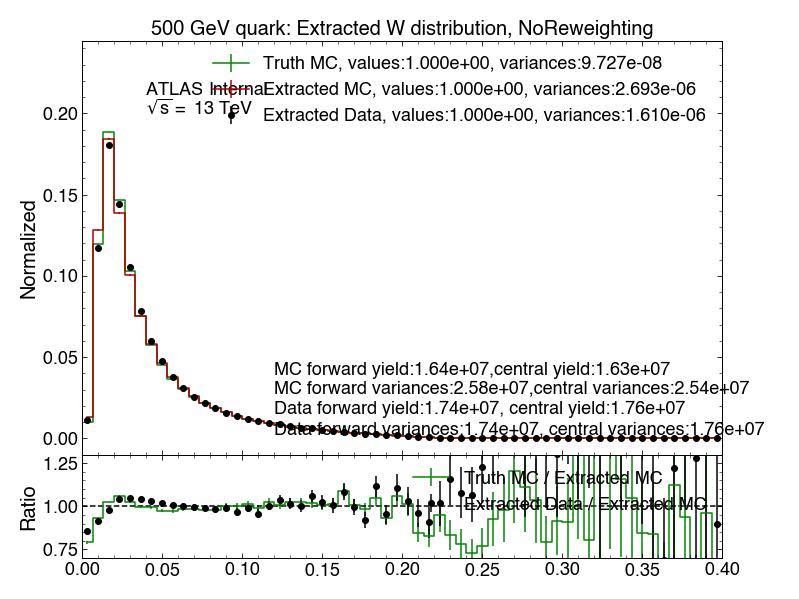 500 GeV quark: Extracted W distribution, NoReweighting
Truth MC, values:1.000e+00, variances:9.727e-08
ATLAS Internal
Extracted MC, values:1.000e+00, variances:2.693e-06
√s = 13 TeV
Extracted Data, values:1.000e+00, variances:1.610e-06
Normalized
0.20
0.15
0.10
0.05
0.00
MC forward yield:1.64e+07,central yield:1.63e+07
MC forward variances:2.58e+07,central variances:2.54e+07
Data forward yield:1.74e+07, central yield:1.76e+07
Data forward variances:1.74e+07, central variances:1.76e+07
Ratio
1.25
1.00
0.75
Truth MC / Extracted MC
Extracted Data / Extracted MC
0.00 0.05 0.10 0.15 0.20 0.25 0.30 0.35 0.40